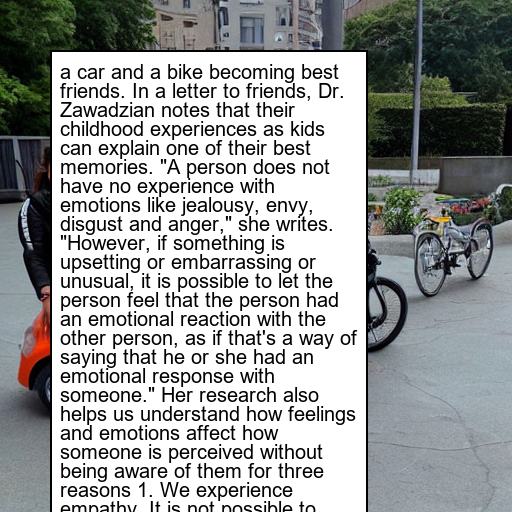 a car and a bike becoming best
friends. In a letter to friends, Dr.
Zawadzian notes that their
childhood experiences as kids
can explain one of their best
memories. "A person does not
have no experience with
emotions like jealousy, envy,
disgust and anger," she writes.
"However, if something is
upsetting or embarrassing or
unusual, it is possible to let the
person feel that the person had
an emotional reaction with the
other person, as if that's a way of
saying that he or she had an
emotional response with
someone." Her research also
helps us understand how feelings
and emotions affect how
someone is perceived without
being aware of them for three
reasons 1. We experience
empathy. It is not possible to